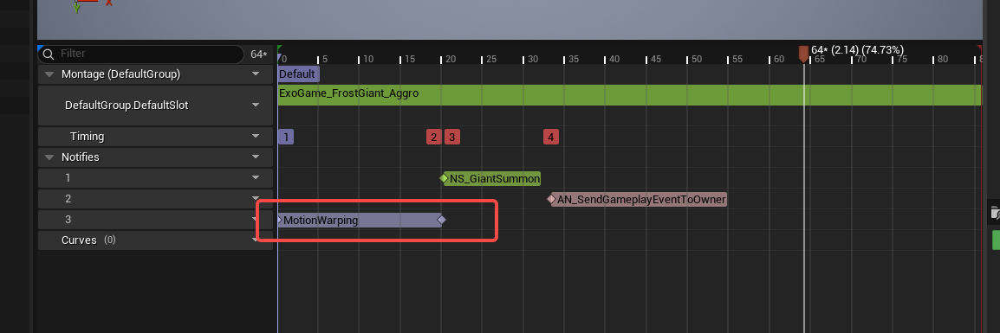 Y X
Filter 64*
0 5 10 15 20 25 30 35 40 45 50 55 60 65 70 75 80
64* (2.14) (74.73%)
Montage (DefaultGroup)
Default
ExoGame_FrostGiant_Aggro
DefaultGroup.DefaultSlot
Timing 1 2 3 4
Notifies
1 NS_GiantSummon
2 AN_SendGameplayEventToOwner
3 MotionWarping
Curves (0)